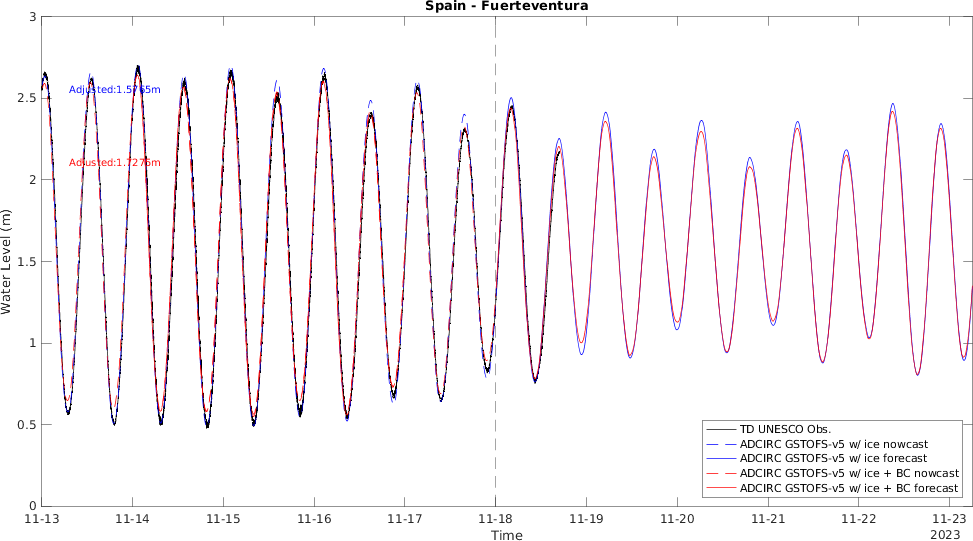 Spain - Fuerteventura
3
2.5
2
1.5
1
0.5
0
Water Level (m)
Adjusted:1.5765m
Adjusted:1.7276m
TD UNESCO Obs.
ADCIRC GSTOFS-v5 w/ ice nowcast
ADCIRC GSTOFS-v5 w/ ice forecast
ADCIRC GSTOFS-v5 w/ ice + BC nowcast
ADCIRC GSTOFS-v5 w/ ice + BC forecast
11-13 11-14 11-15 11-16 11-17 11-18 11-19 11-20 11-21 11-22 11-23
2023
Time